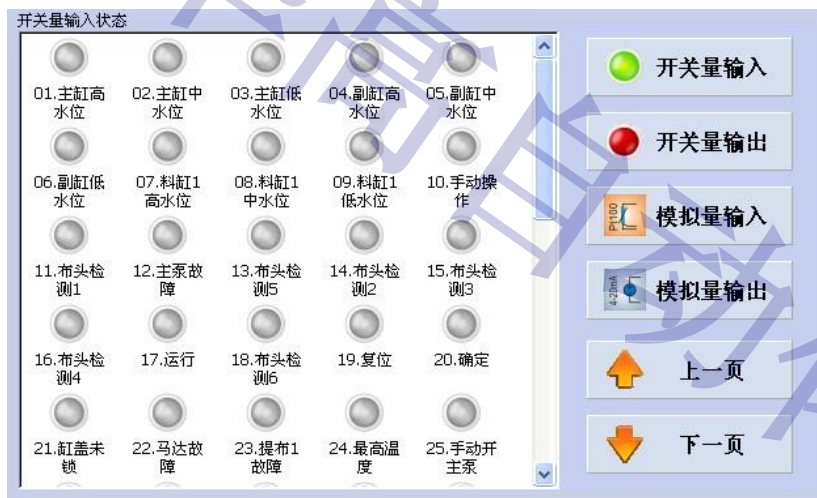 开关量输入状态
01.主缸高
水位
02.主缸中
水位
03.主缸低
水位
04.副缸高
水位
05.副缸中
水位
06.副缸低
水位
07.料缸1
高水位
08.料缸1
中水位
09.料缸1
低水位
10.手动操
作
11.布头检
测1
12.主泵故
障
13.布头检
测5
14.布头检
测2
15.布头检
测3
16.布头检
测4
17.运行
18.布头检
测6
19.复位
20.确定
21.缸盖未
锁
22.马达故
障
23.提布1
故障
24.最高温
度
25.手动开
主泵
开关量输入
开关量输出
Pt100
模拟量输入
4-20mA
模拟量输出
上一页
下一页